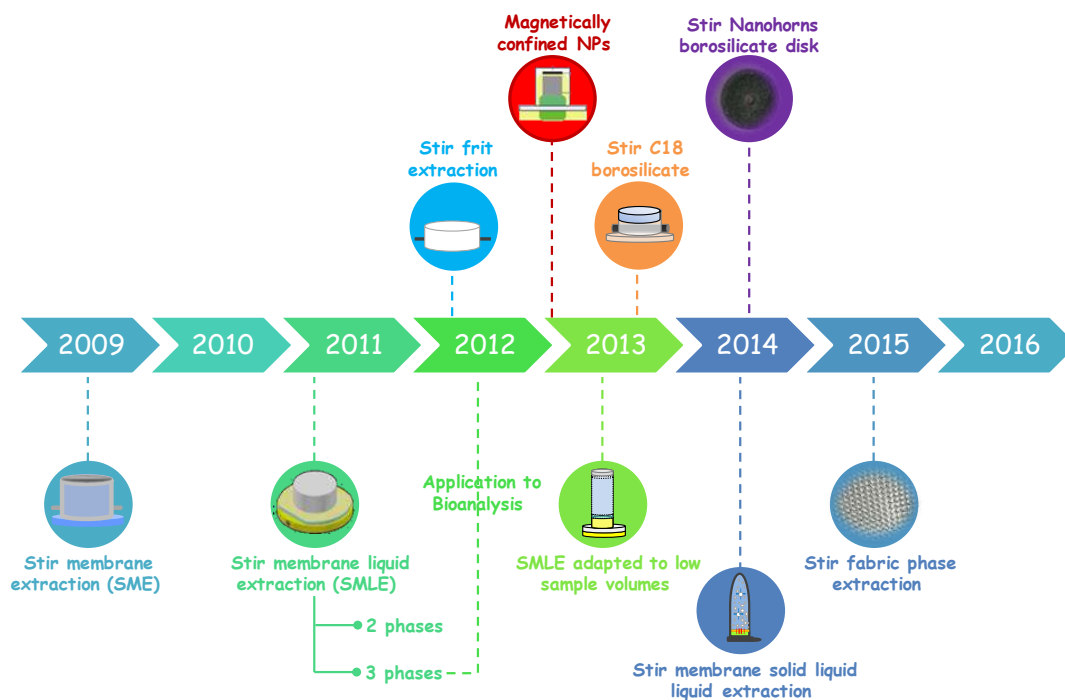 Magnetically
confined NPs
Stir Nanohorns
borosilicate disk
Stir frit
extraction
Stir C18
borosilicate
2009
2010
2011
2012
2013
2014
2015
2016
Application to
Bioanalysis
Stir membrane
extraction (SME)
Stir membrane liquid
extraction (SMLE)
SMLE adapted to low
sample volumes
Stir fabric phase
extraction
2 phases
3 phases
Stir membrane solid liquid
liquid extraction